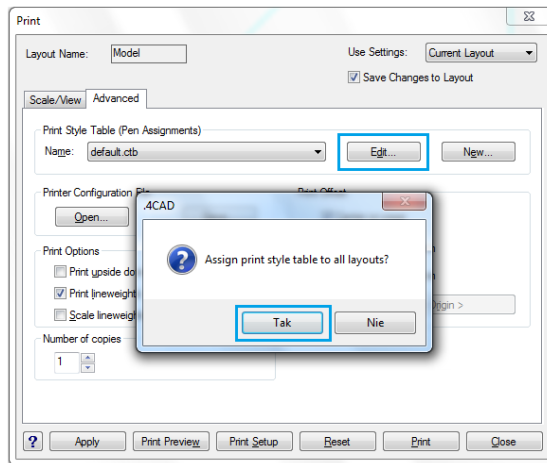 Print
Layout Name: Model Use Settings: Current Layout
Save Changes to Layout
Scale/View Advanced
Print Style Table (Pen Assignments)
Name: default.ctb Edit... New...
Printer Configuration File Print Offset
Open...
.4CAD
Assign print style table to all layouts?
Tak Nie
Print Options
Print upside do
Print lineweight
Scale lineweigh
Origin >
Number of copies
1
? Apply Print Preview Print Setup Reset Print Close